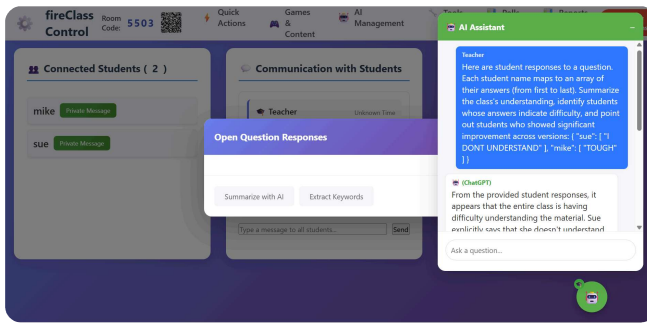 fireClass Control
Room Code: 5503
Quick Actions
Games & Content
AI Management
Tools
Polls
Reports
Connected Students ( 2 )
mike Private Message
sue Private Message
Communication with Students
Teacher Unknown Time
Open Question Responses
Summarize with AI Extract Keywords
Type a message to all students... Send
AI Assistant
Teacher
Here are student responses to a question.
Each student name maps to an array of
their answers (from first to last). Summarize
the class's understanding, identify students
whose answers indicate difficulty, and point
out students who showed significant
improvement across versions: { "sue": [ "I
DONT UNDERSTAND" ], "mike": [ "TOUGH"
] }
(ChatGPT)
From the provided student responses, it
appears that the entire class is having
difficulty understanding the material. Sue
explicitly says that she doesn't understand
Ask a question...